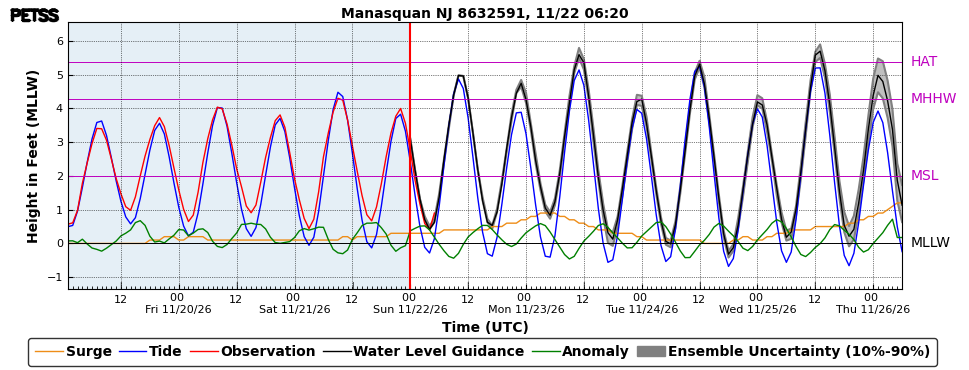 PETSS
Manasquan NJ 8632591, 11/22 06:20
Height in Feet (MLLW)
6
5
4
3
2
1
0
−1
HAT
MHHW
MSL
MLLW
12 00 12 00 12 00 12 00 12 00 12 00 12 00
Fri 11/20/26 Sat 11/21/26 Sun 11/22/26 Mon 11/23/26 Tue 11/24/26 Wed 11/25/26 Thu 11/26/26
Time (UTC)
Surge Tide Observation Water Level Guidance Anomaly Ensemble Uncertainty (10%-90%)